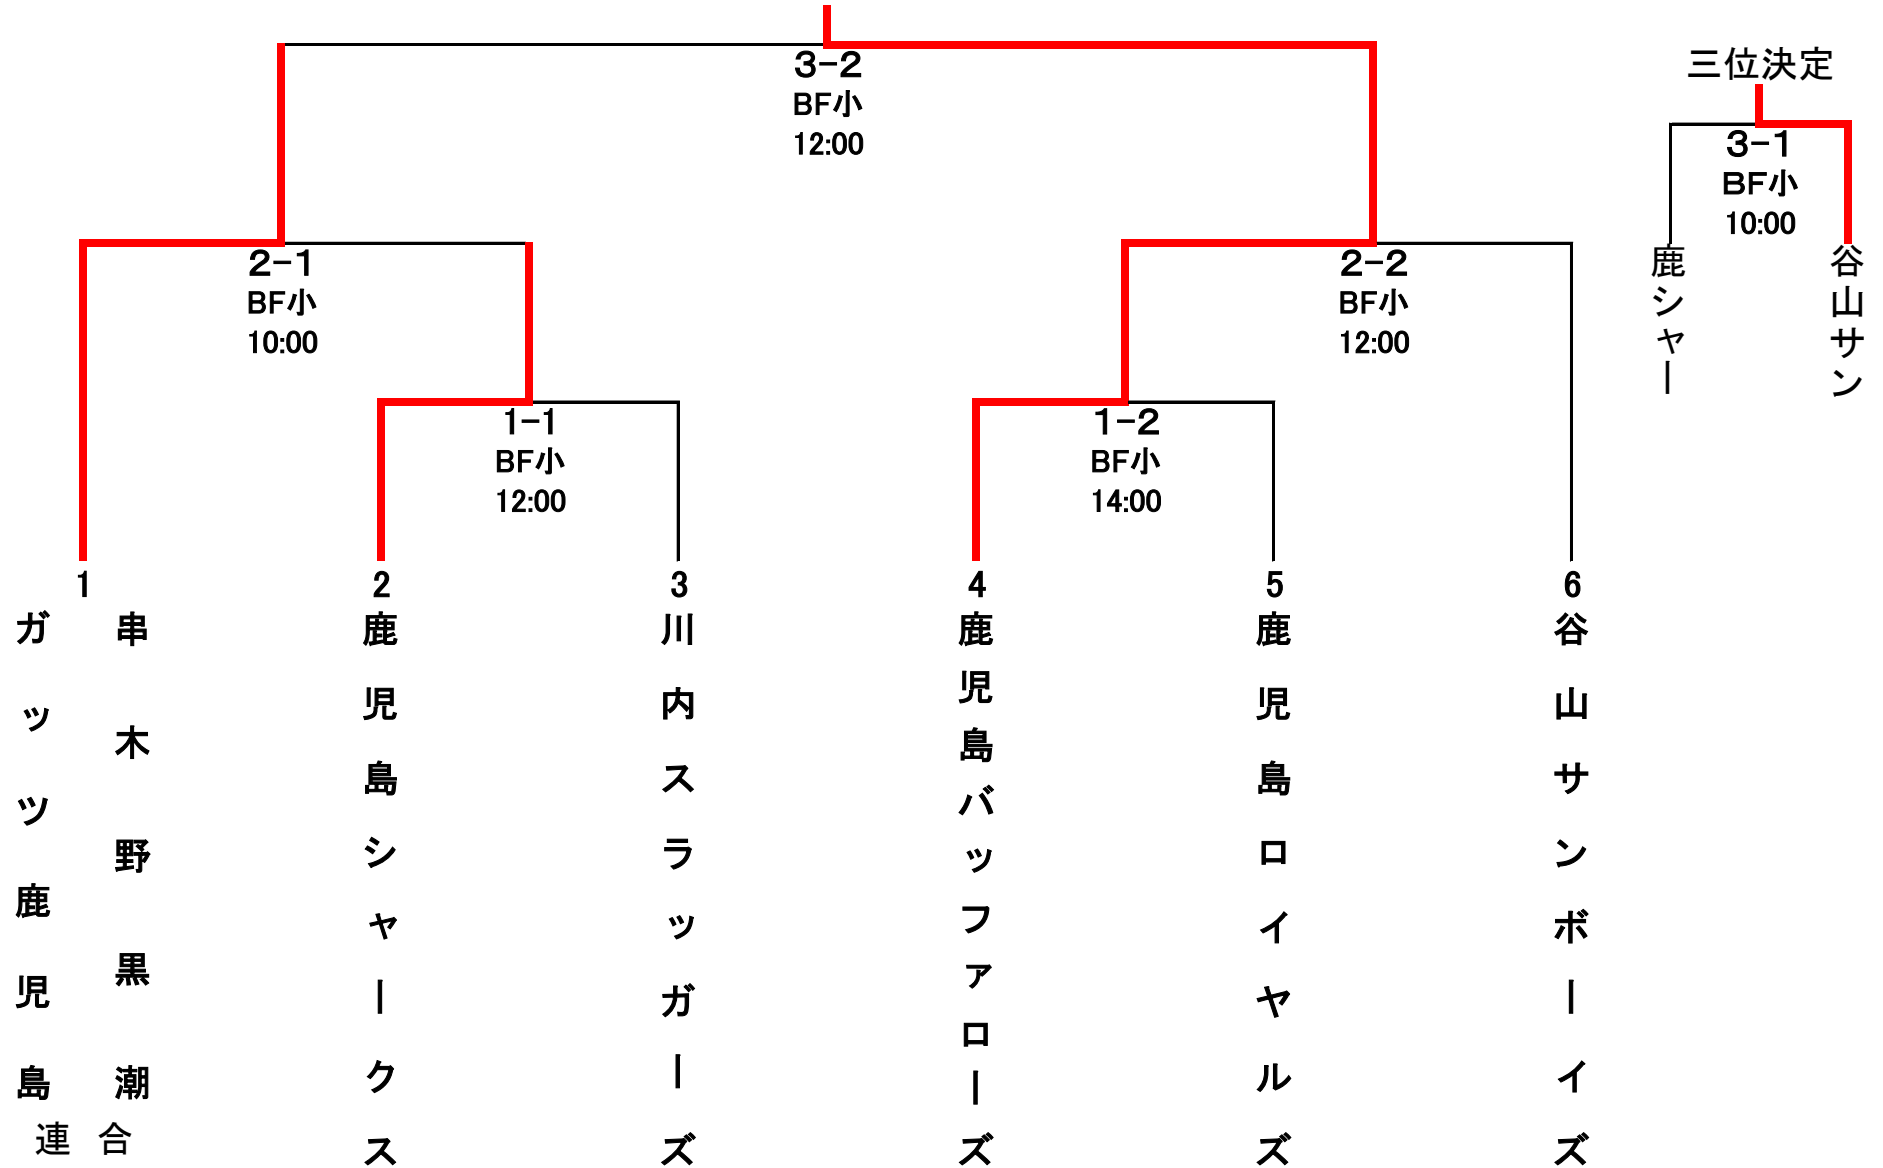 3-2
BF小
12:00
三位決定
3-1
BF小
10:00
鹿シャー
谷山サン
2-1
BF小
10:00
2-2
BF小
12:00
1-1
BF小
12:00
1-2
BF小
14:00
1
2
3
4
5
6
串木野黒潮
ガッツ鹿児島
連合
鹿児島シャークス
川内スラッガーズ
鹿児島バッファローズ
鹿児島ロイヤルズ
谷山サンボーイズ